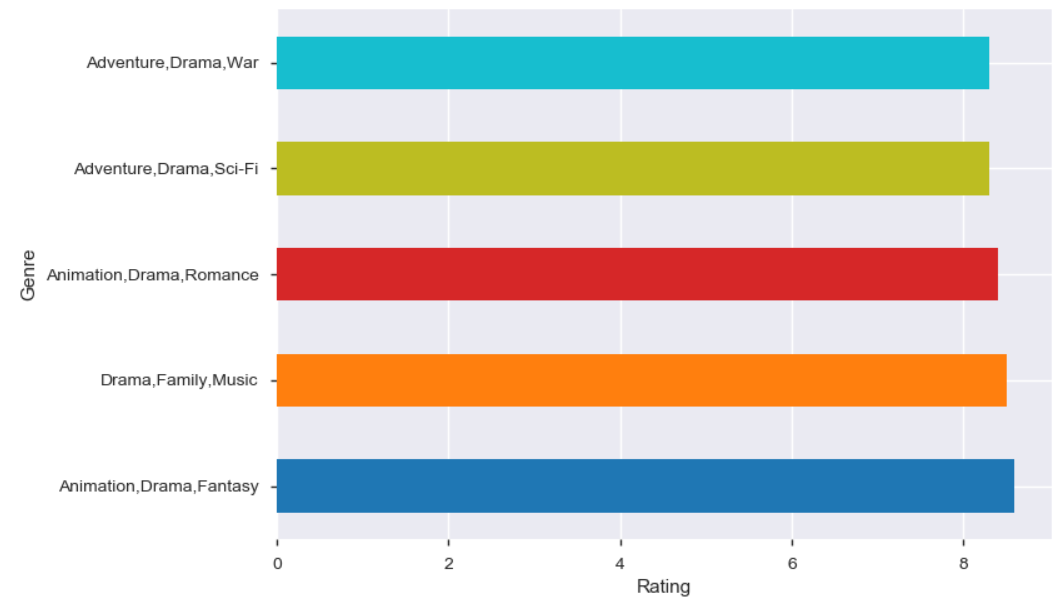 Adventure,Drama,War
Adventure,Drama,Sci-Fi
Genre
Animation,Drama,Romance
Drama,Family,Music
Animation,Drama,Fantasy
0 2 4 6 8
Rating